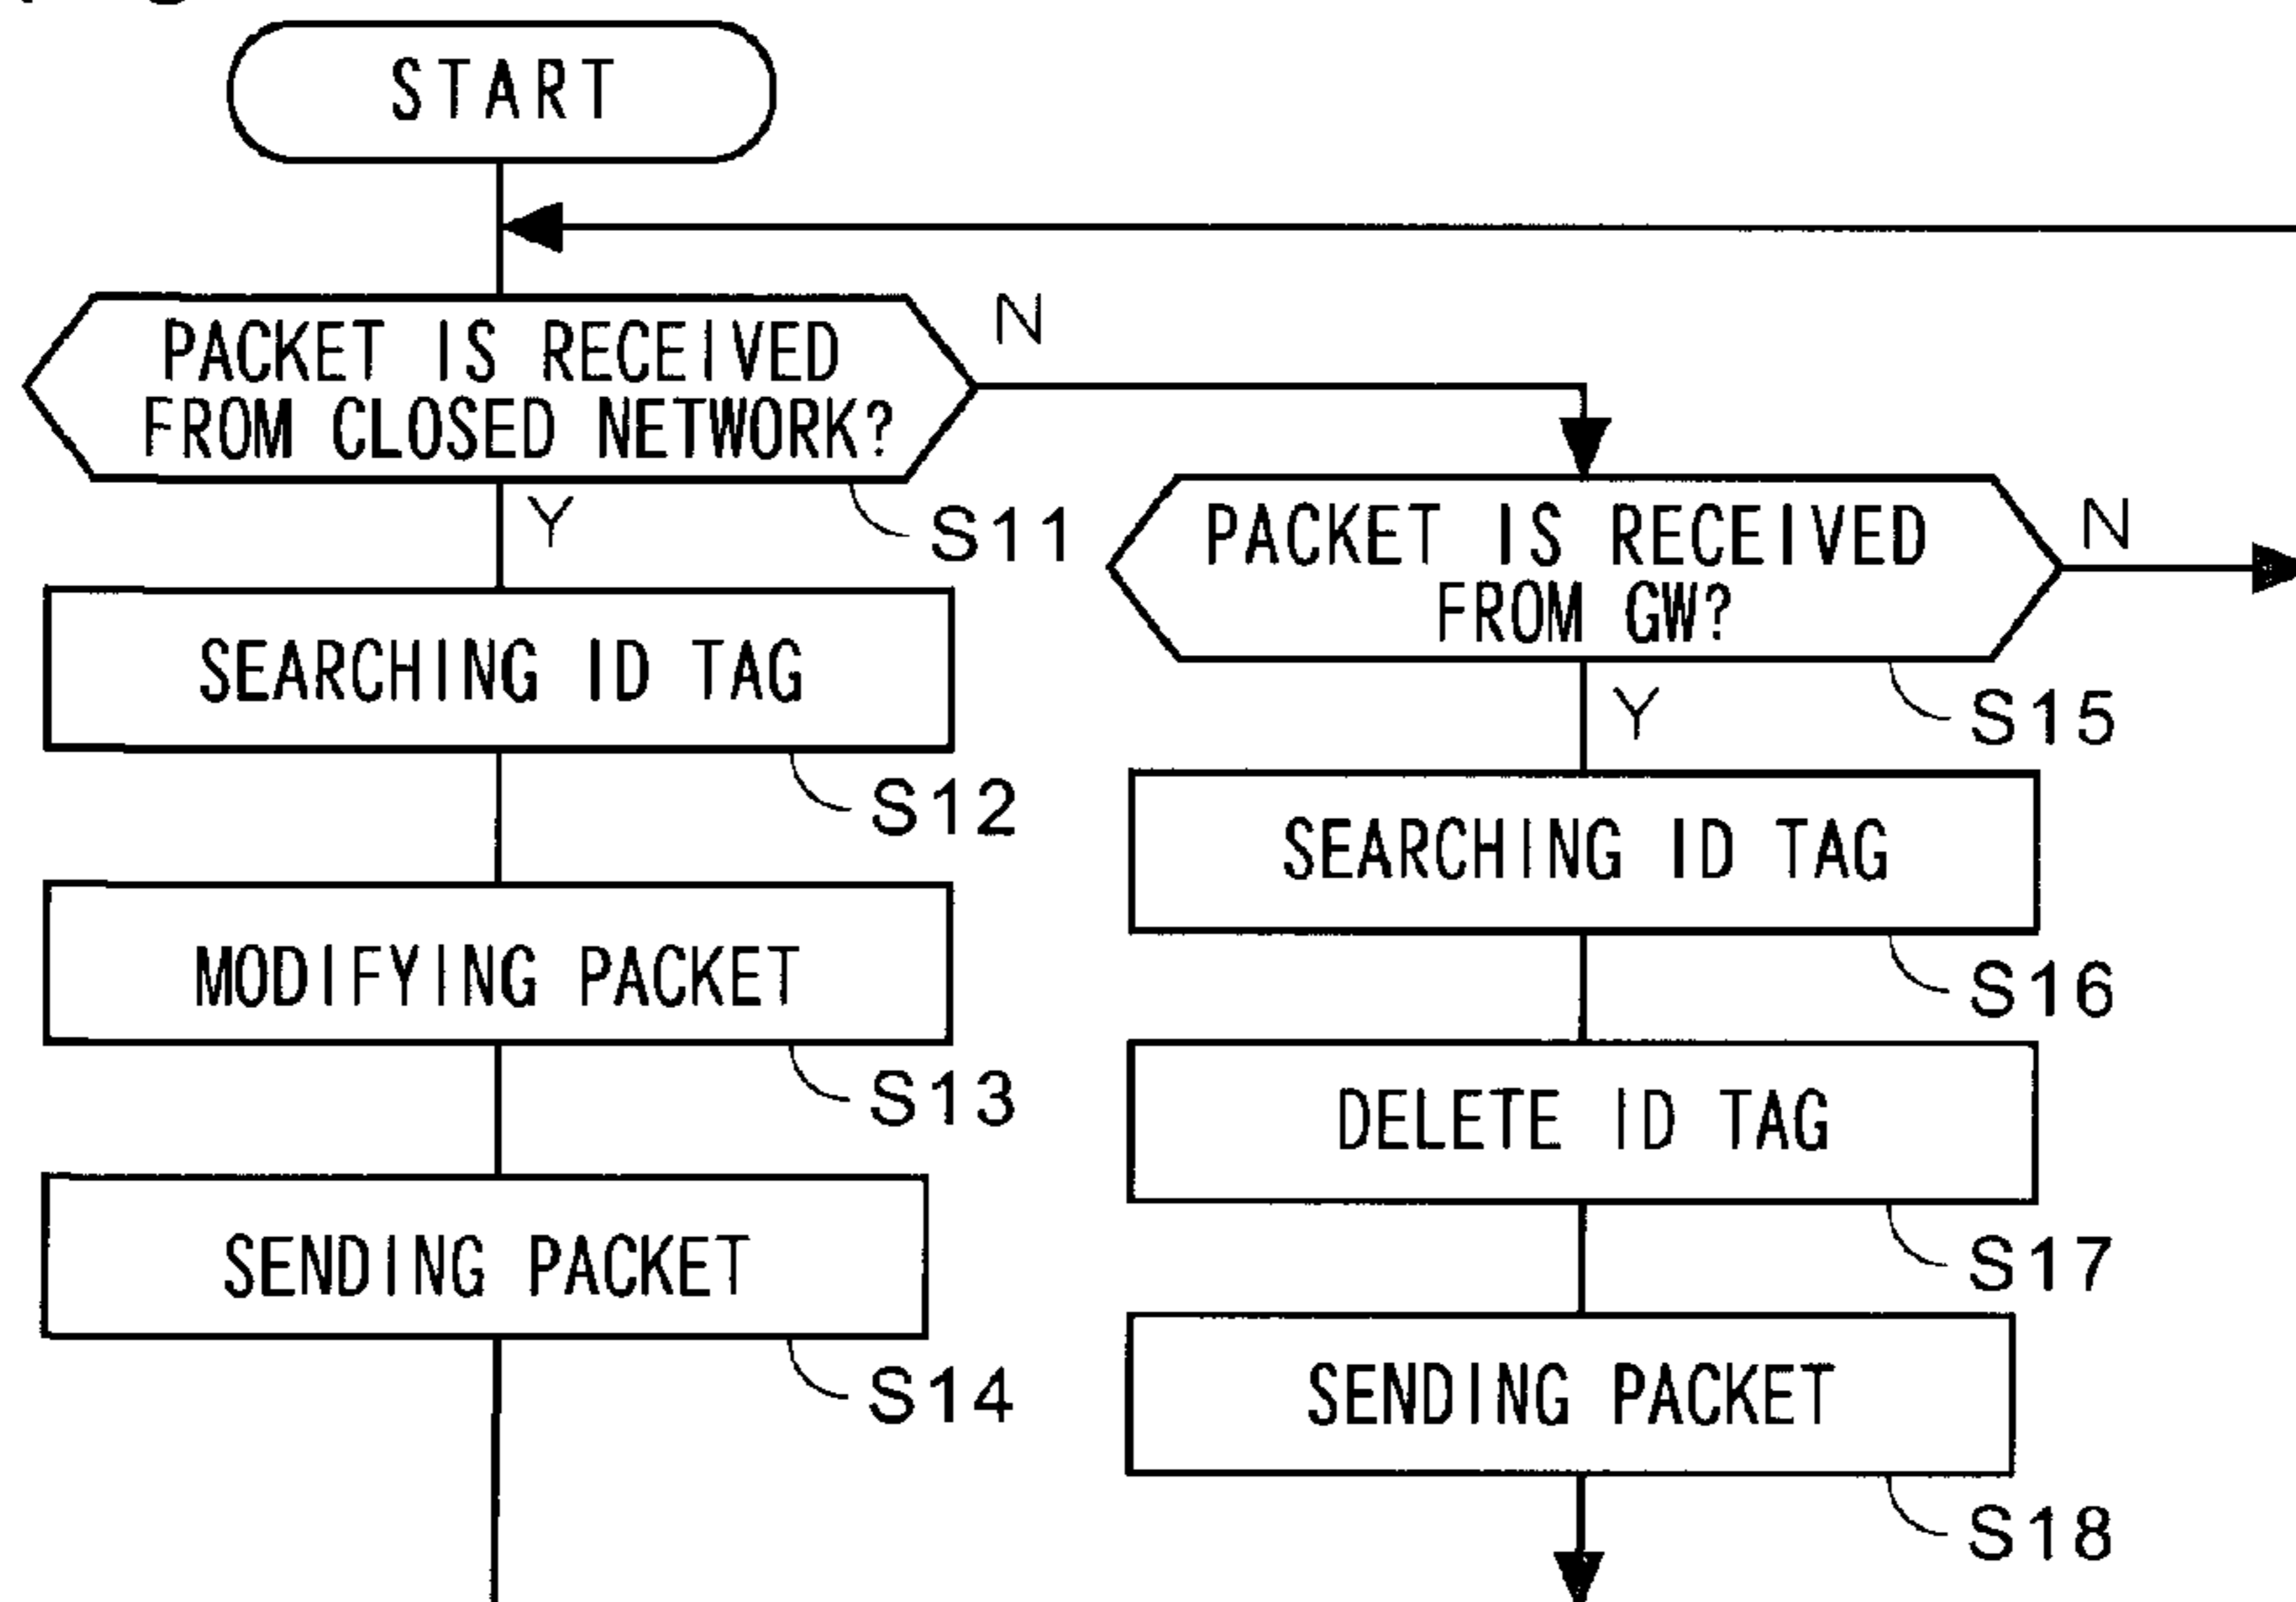 START
PACKET IS RECEIVED
FROM CLOSED NETWORK?
N
Y
S11
SEARCHING ID TAG
S12
MODIFYING PACKET
S13
SENDING PACKET
S14
PACKET IS RECEIVED
FROM GW?
N
Y
S15
SEARCHING ID TAG
S16
DELETE ID TAG
S17
SENDING PACKET
S18